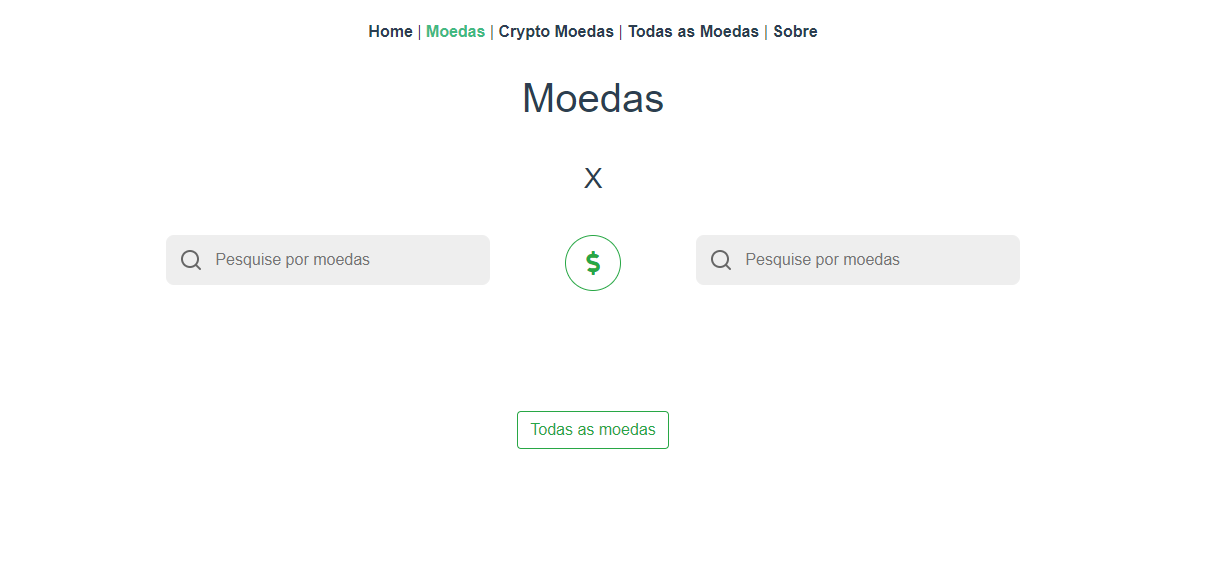 Home | Moedas | Crypto Moedas | Todas as Moedas | Sobre
Moedas
X
Pesquise por moedas $ Pesquise por moedas
Todas as moedas